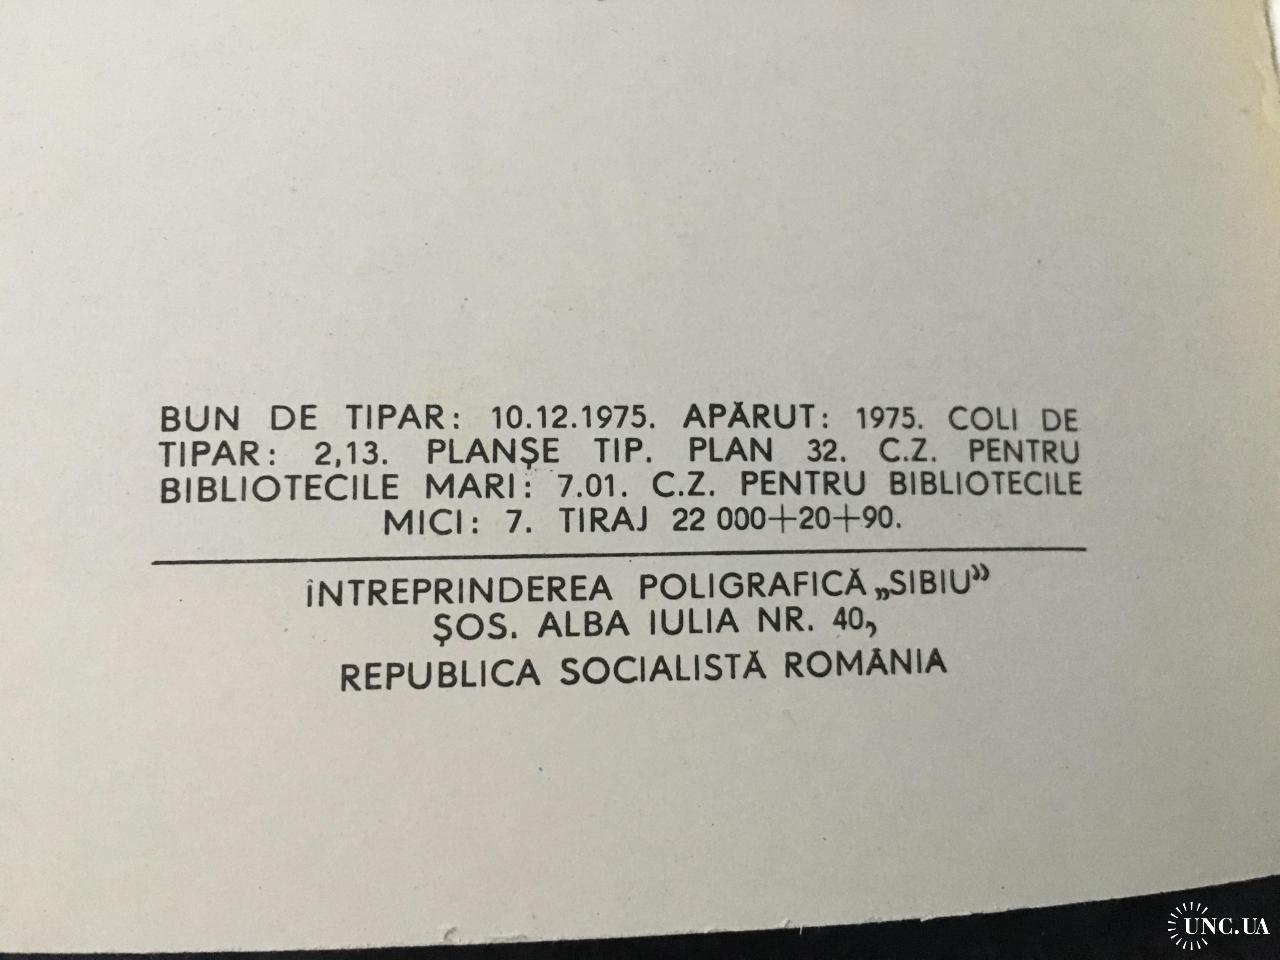 BUN DE TIPAR: 10.12.1975. APĂRUT: 1975. COLI DE
TIPAR: 2,13. PLANȘE TIP. PLAN 32. C.Z. PENTRU
BIBLIOTECILE MARI: 7.01. C.Z. PENTRU BIBLIOTECILE
MICI: 7. TIRAJ 22 000+20+90.
ÎNTREPRINDEREA POLIGRAFICĂ „SIBIU”
ȘOS. ALBA IULIA NR. 40,
REPUBLICA SOCIALISTĂ ROMÂNIA
UNC.UA